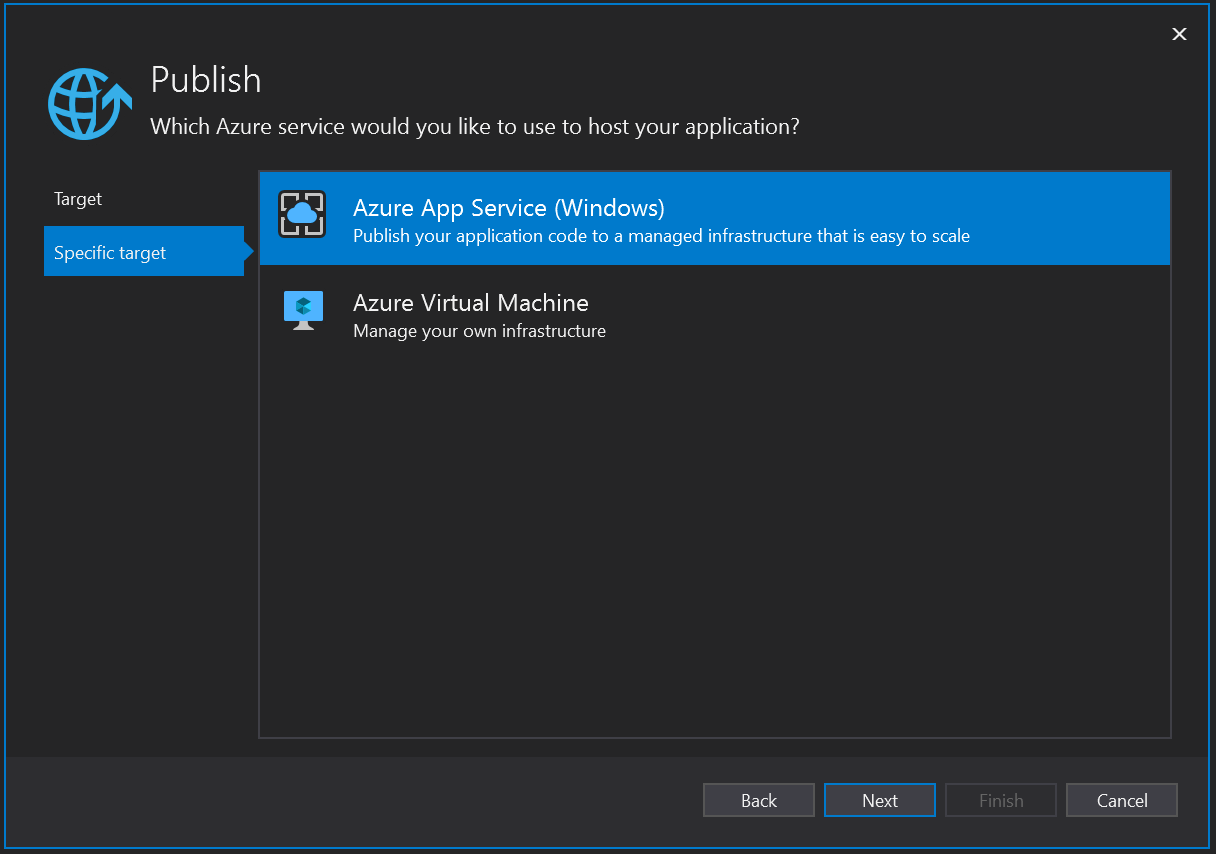 Publish
Which Azure service would you like to use to host your application?
Target
Specific target
Azure App Service (Windows)
Publish your application code to a managed infrastructure that is easy to scale
Azure Virtual Machine
Manage your own infrastructure
Back
Next
Finish
Cancel